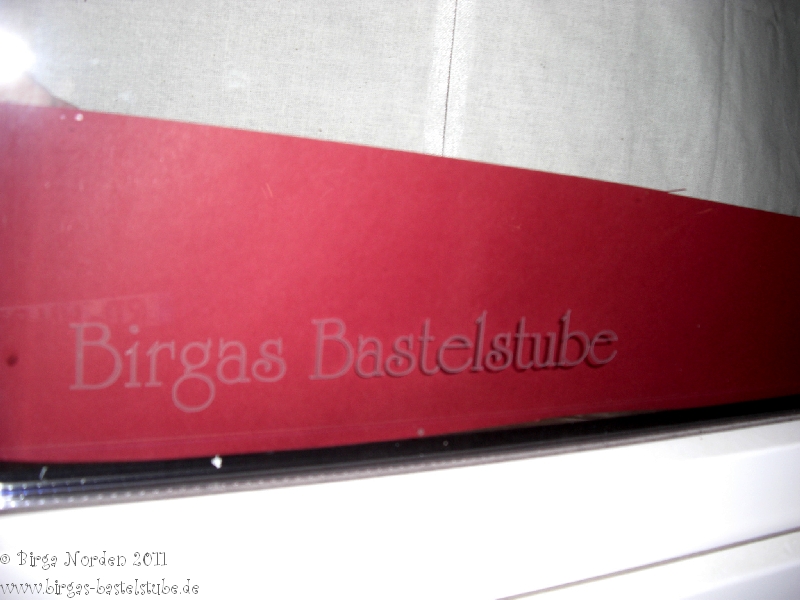 Birgas Bastelstube
© Birga Norden 2011
www.birgas-bastelstube.de